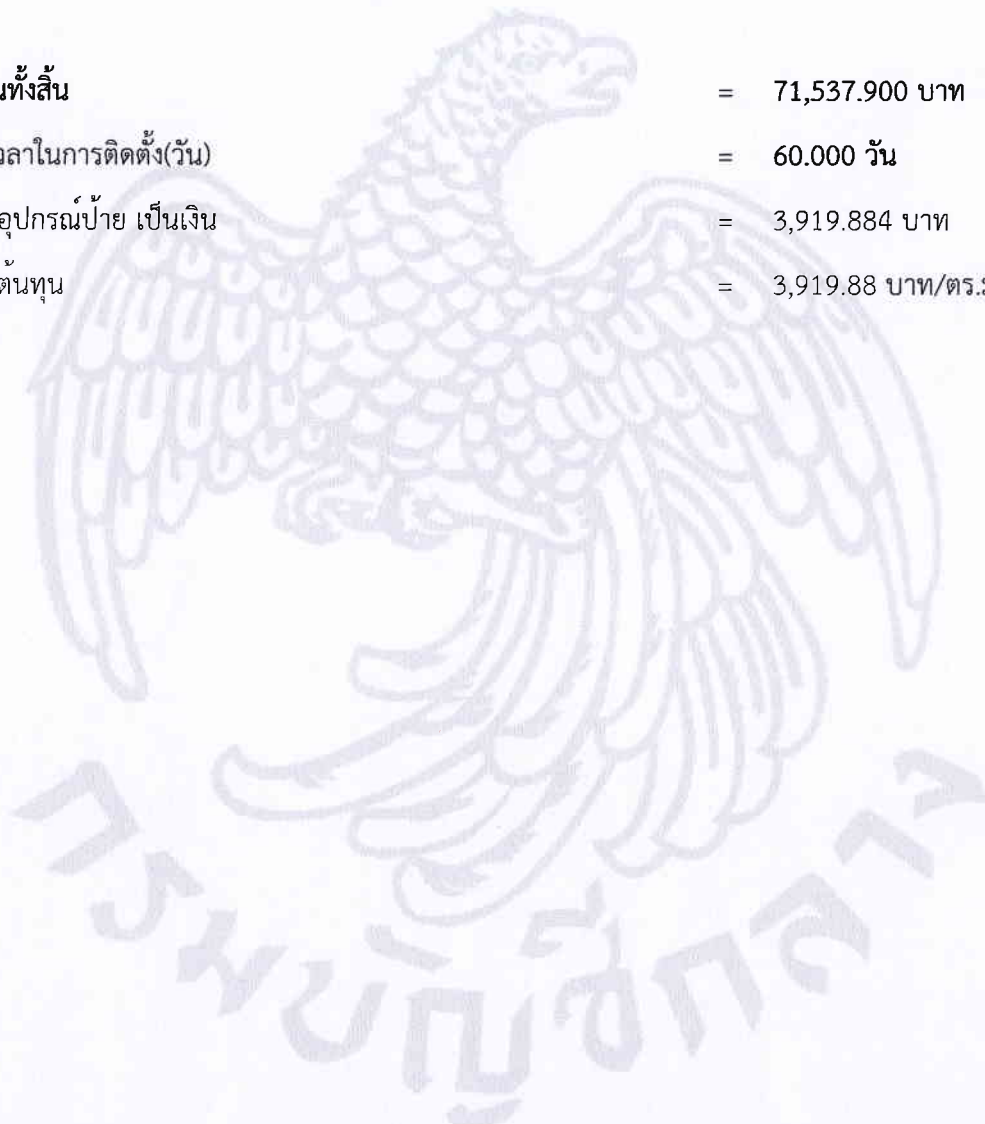 นทั้งสิ้น = 71,537.900 บาท
วลาในการติดตั้ง(วัน) = 60.000 วัน
อุปกรณ์ป้าย เป็นเงิน = 3,919.884 บาท
ต้นทุน = 3,919.88 บาท/ตร.
กรมบัญชีกลาง